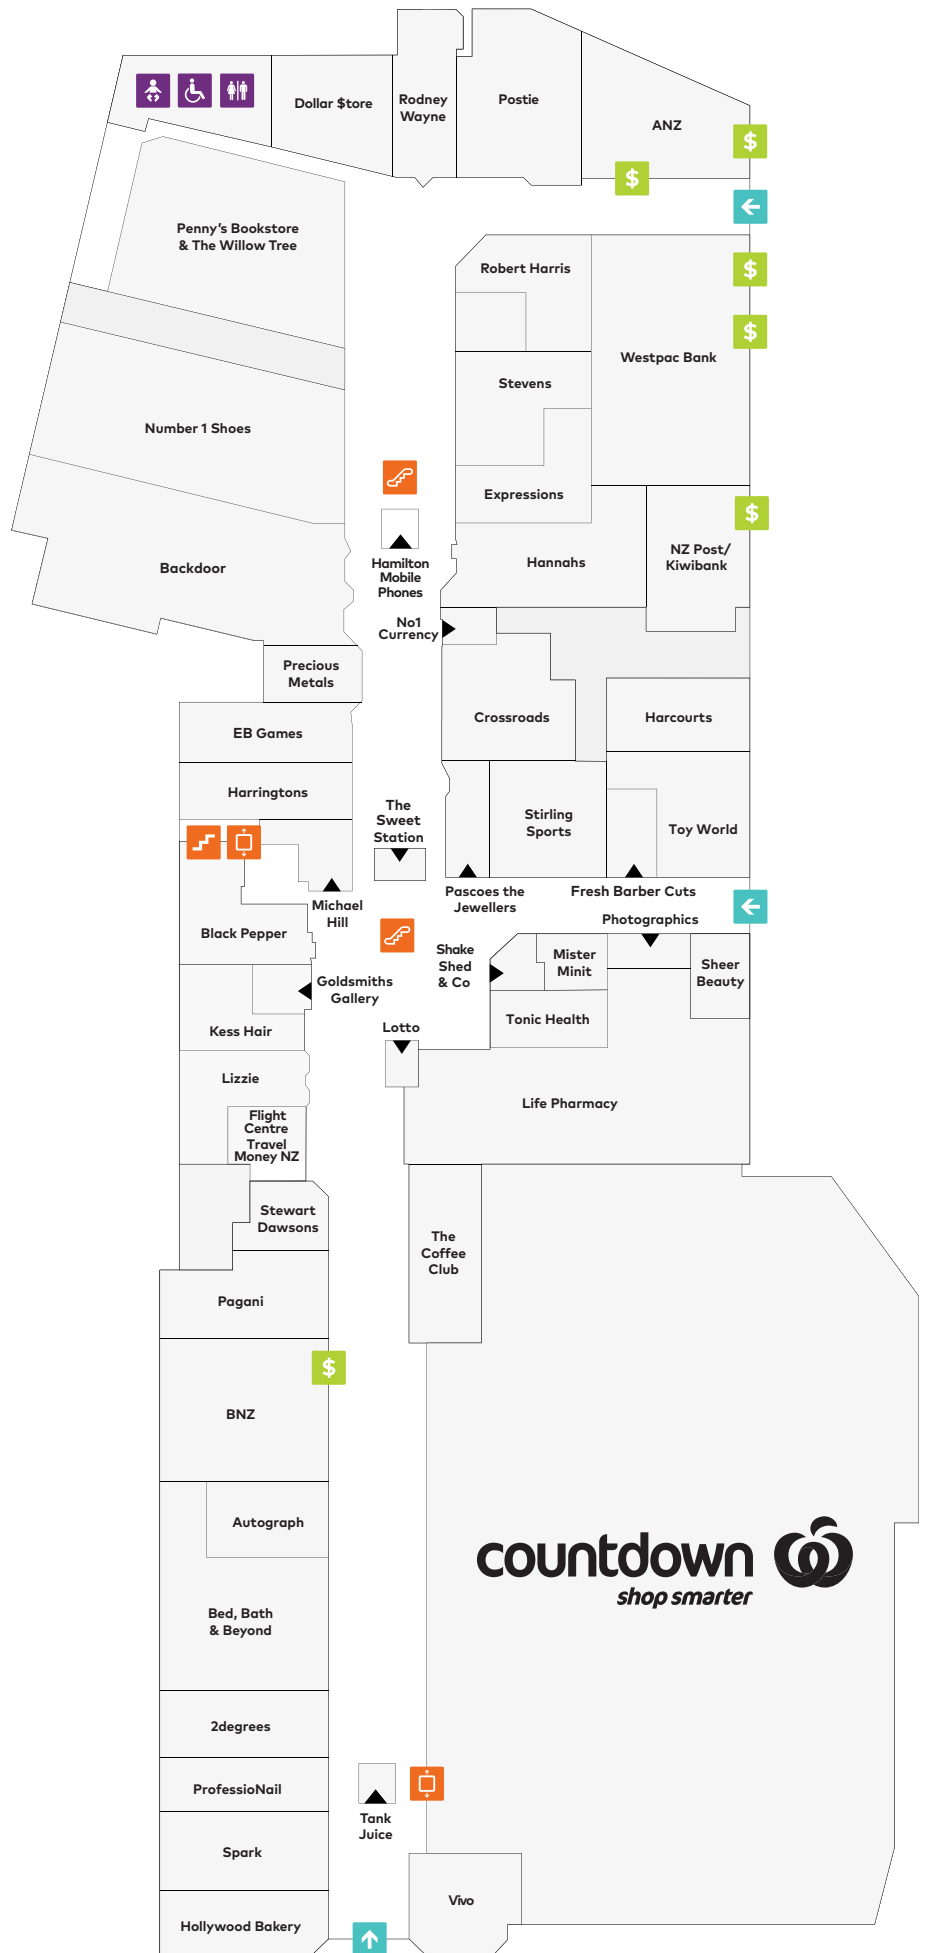 Dollar $tore
Rodney
Wayne
Postie
ANZ
$
$
Penny's Bookstore
& The Willow Tree
Robert Harris
$
$
Westpac Bank
Stevens
Number 1 Shoes
Expressions
$
Hamilton
Mobile
Phones
Hannahs
NZ Post/
Kiwibank
Backdoor
No1
Currency
Precious
Metals
Crossroads
Harcourts
EB Games
Harringtons
The
Sweet
Station
Stirling
Sports
Toy World
Michael
Hill
Pascoes the
Jewellers
Fresh Barber Cuts
Photographics
Black Pepper
Shake
Shed
& Co
Mister
Minit
Sheer
Beauty
Goldsmiths
Gallery
Kess Hair
Lotto
Tonic Health
Lizzie
Life Pharmacy
Flight
Centre
Travel
Money NZ
Stewart
Dawsons
The
Coffee
Club
Pagani
$
BNZ
Autograph
countdown
shop smarter
Bed, Bath
& Beyond
2degrees
ProfessioNail
Tank
Juice
Spark
Vivo
Hollywood Bakery